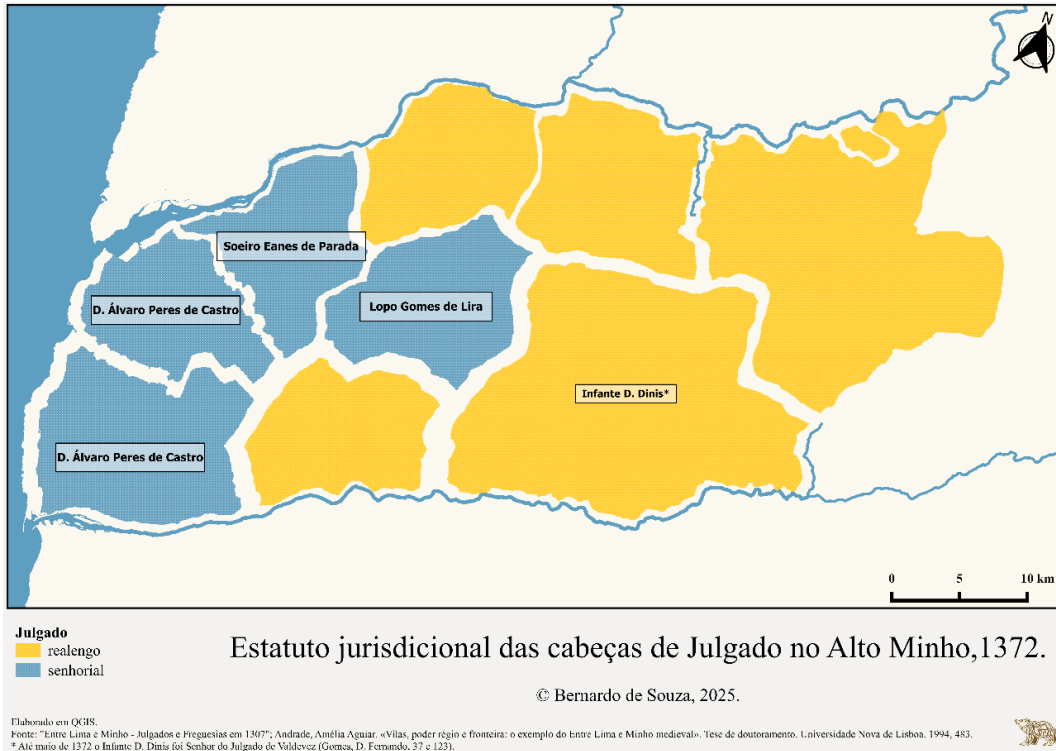 N
Soeiro Eanes de Parada
D. Álvaro Peres de Castro
Lopo Gomes de Lira
Infante D. Dinis*
D. Álvaro Peres de Castro
0 5 10 km
Julgado
realengo
senhorial
Estatuto jurisdicional das cabeças de Julgado no Alto Minho,1372.
© Bernardo de Souza, 2025.
Elaborado em QGIS.
Fonte: "Entre Lima e Minho - Julgados e Freguesias em 1307"; Andrade, Amélia Aguiar. «Vilas, poder régio e fronteira: o exemplo do Entre Lima e Minho medieval». Tese de doutoramento. Universidade Nova de Lisboa. 1994, 483.
* Até maio de 1372 o Infante D. Dinis foi Senhor do Julgado de Valdevez (Gomes, D. Fernando, 37 e 123).